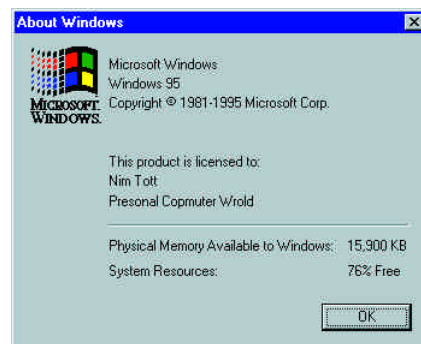 About Windows
Microsoft Windows
Windows 95
Copyright © 1981-1995 Microsoft Corp.
MICROSOFT.
WINDOWS.
This product is licensed to:
Nim Tott
Presonal Copmuter Wrold
Physical Memory Available to Windows: 15,900 KB
System Resources: 76% Free
OK